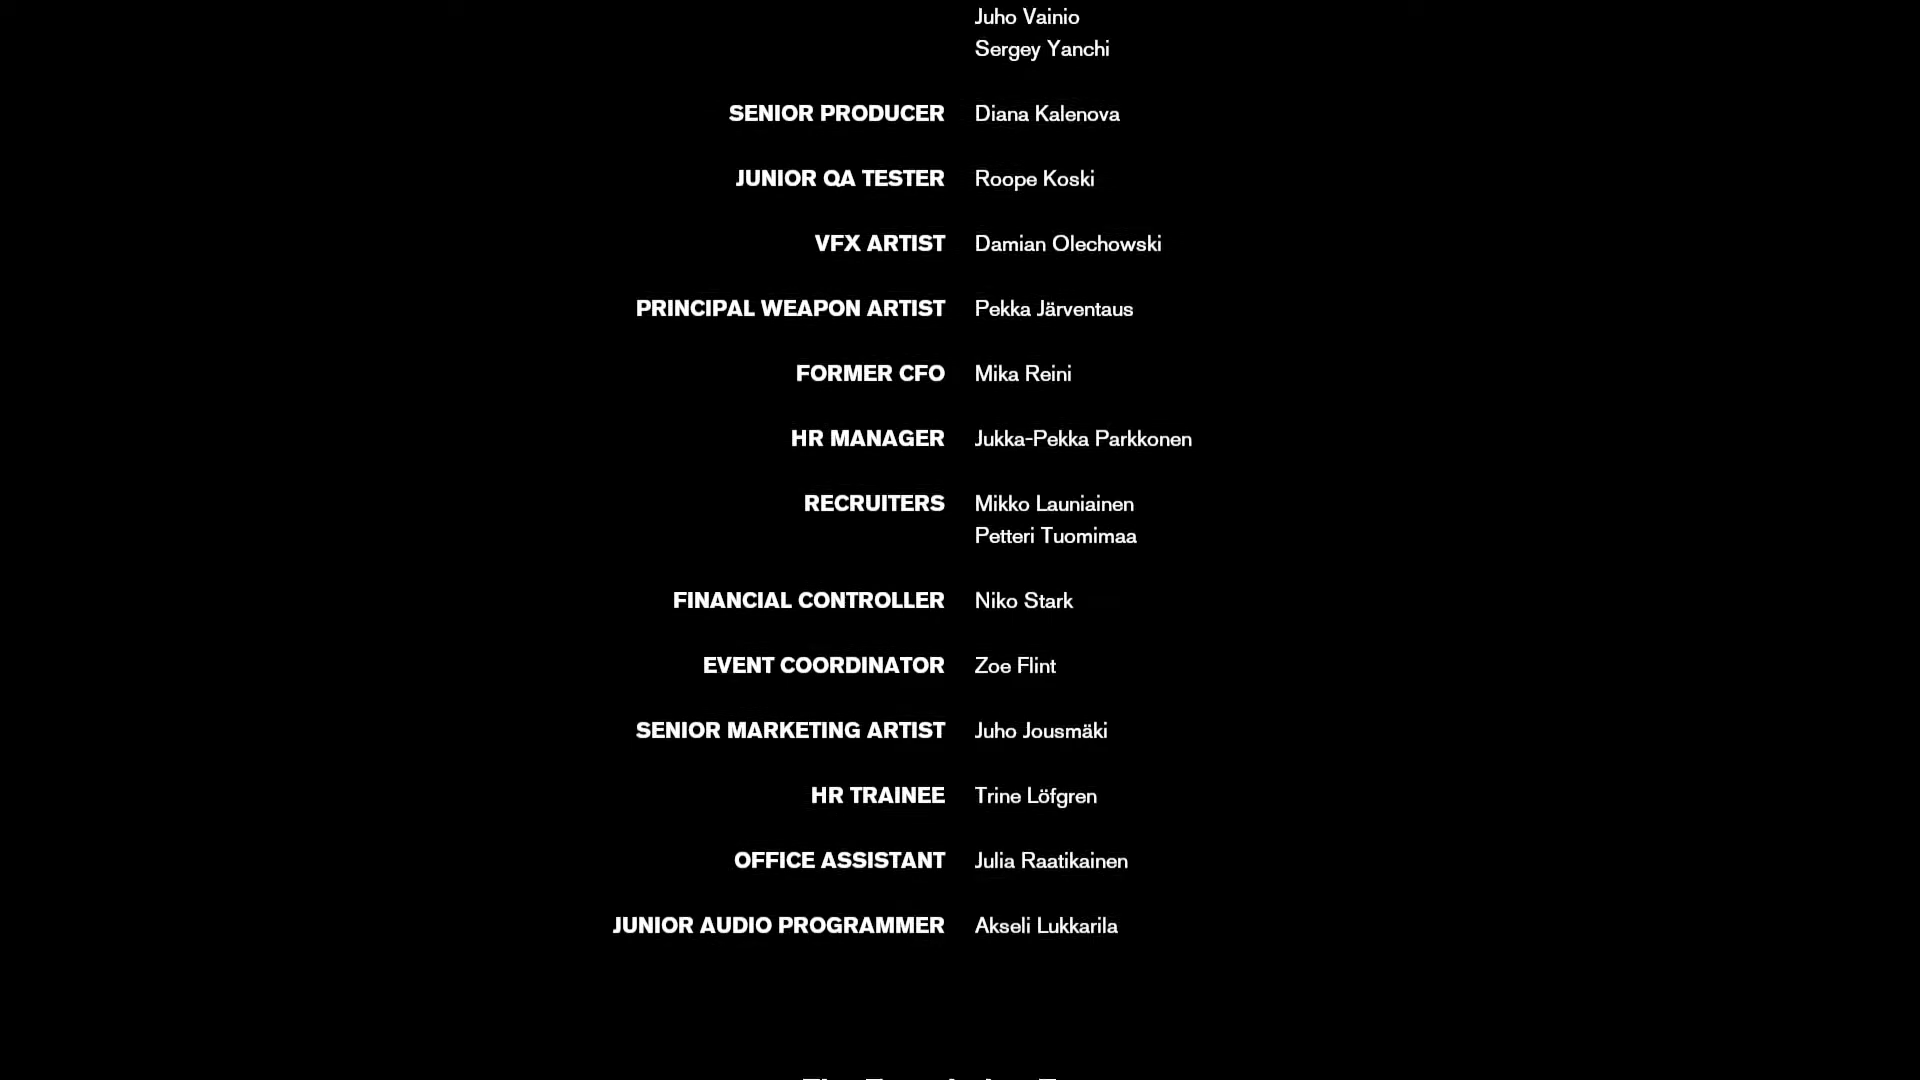 Juho Vainio
Sergey Yanchi
SENIOR PRODUCER Diana Kalenova
JUNIOR QA TESTER Roope Koski
VFX ARTIST Damian Olechowski
PRINCIPAL WEAPON ARTIST Pekka Järventaus
FORMER CFO Mika Reini
HR MANAGER Jukka-Pekka Parkkonen
RECRUITERS Mikko Launiainen
Petteri Tuomimaa
FINANCIAL CONTROLLER Niko Stark
EVENT COORDINATOR Zoe Flint
SENIOR MARKETING ARTIST Juho Jousmäki
HR TRAINEE Trine Löfgren
OFFICE ASSISTANT Julia Raatikainen
JUNIOR AUDIO PROGRAMMER Akseli Lukkarila